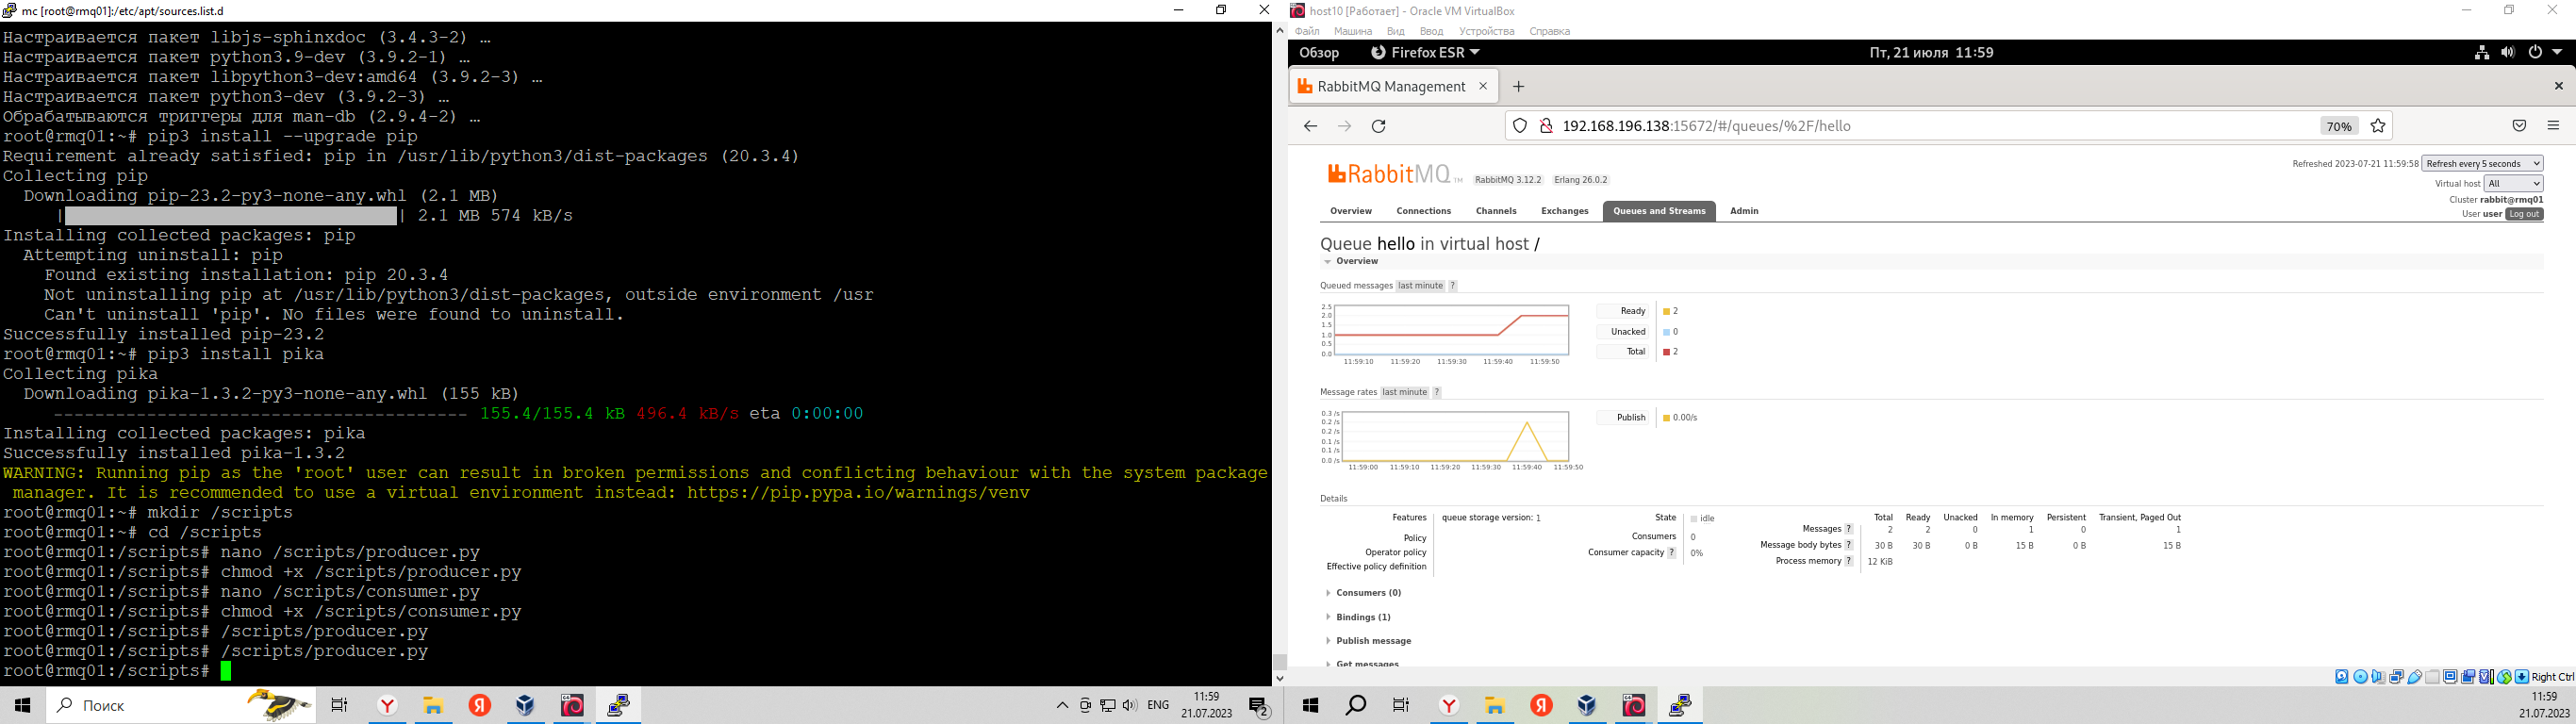 mc [root@rmq01]:/etc/apt/sources.list.d
Настраивается пакет libjs-sphinxdoc (3.4.3-2) …
Настраивается пакет python3.9-dev (3.9.2-1) …
Настраивается пакет libpython3-dev:amd64 (3.9.2-3) …
Настраивается пакет python3-dev (3.9.2-3) …
Обрабатываются триггеры для man-db (2.9.4-2) …
root@rmq01:~# pip3 install --upgrade pip
Requirement already satisfied: pip in /usr/lib/python3/dist-packages (20.3.4)
Collecting pip
Downloading pip-23.2-py3-none-any.whl (2.1 MB)
| | 2.1 MB 574 kB/s
Installing collected packages: pip
Attempting uninstall: pip
Found existing installation: pip 20.3.4
Not uninstalling pip at /usr/lib/python3/dist-packages, outside environment /usr
Can't uninstall 'pip'. No files were found to uninstall.
Successfully installed pip-23.2
root@rmq01:~# pip3 install pika
Collecting pika
Downloading pika-1.3.2-py3-none-any.whl (155 kB)
---------------------------------------- 155.4/155.4 kB 496.4 kB/s eta 0:00:00
Installing collected packages: pika
Successfully installed pika-1.3.2
WARNING: Running pip as the 'root' user can result in broken permissions and conflicting behaviour with the system package
manager. It is recommended to use a virtual environment instead: https://pip.pypa.io/warnings/venv
root@rmq01:~# mkdir /scripts
root@rmq01:~# cd /scripts
root@rmq01:/scripts# nano /scripts/producer.py
root@rmq01:/scripts# chmod +x /scripts/producer.py
root@rmq01:/scripts# nano /scripts/consumer.py
root@rmq01:/scripts# chmod +x /scripts/consumer.py
root@rmq01:/scripts# /scripts/producer.py
root@rmq01:/scripts# /scripts/producer.py
root@rmq01:/scripts#
Поиск
ENG
11:59
21.07.2023
2
host10 [Работает] - Oracle VM VirtualBox
Файл Машина Вид Ввод Устройства Справка
Обзор Firefox ESR Пт, 21 июля 11:59
RabbitMQ Management
192.168.196.138:15672/#/queues/%2F/hello 70%
RabbitMQ TM RabbitMQ 3.12.2 Erlang 26.0.2
Refreshed 2023-07-21 11:59:58 Refresh every 5 seconds
Virtual host All
Cluster rabbit@rmq01
User user Log out
Overview Connections Channels Exchanges Queues and Streams Admin
Queue hello in virtual host /
Overview
Queued messages last minute ?
2.5
2.0
1.5
1.0
0.5
0.0
11:59:10 11:59:20 11:59:30 11:59:40 11:59:50
Ready 2
Unacked 0
Total 2
Message rates last minute ?
0.3 /s
0.2 /s
0.2 /s
0.1 /s
0.1 /s
0.0 /s
11:59:00 11:59:10 11:59:20 11:59:30 11:59:40 11:59:50
Publish 0.00/s
Details
Features queue storage version: 1
Policy
Operator policy
Effective policy definition
State idle
Consumers 0
Consumer capacity ? 0%
Total Ready Unacked In memory Persistent Transient, Paged Out
Messages ? 2 2 0 1 0 1
Message body bytes ? 30 B 30 B 0 B 15 B 0 B 15 B
Process memory ? 12 KiB
Consumers (0)
Bindings (1)
Publish message
Get messages
Right Ctrl
11:59
21.07.2023